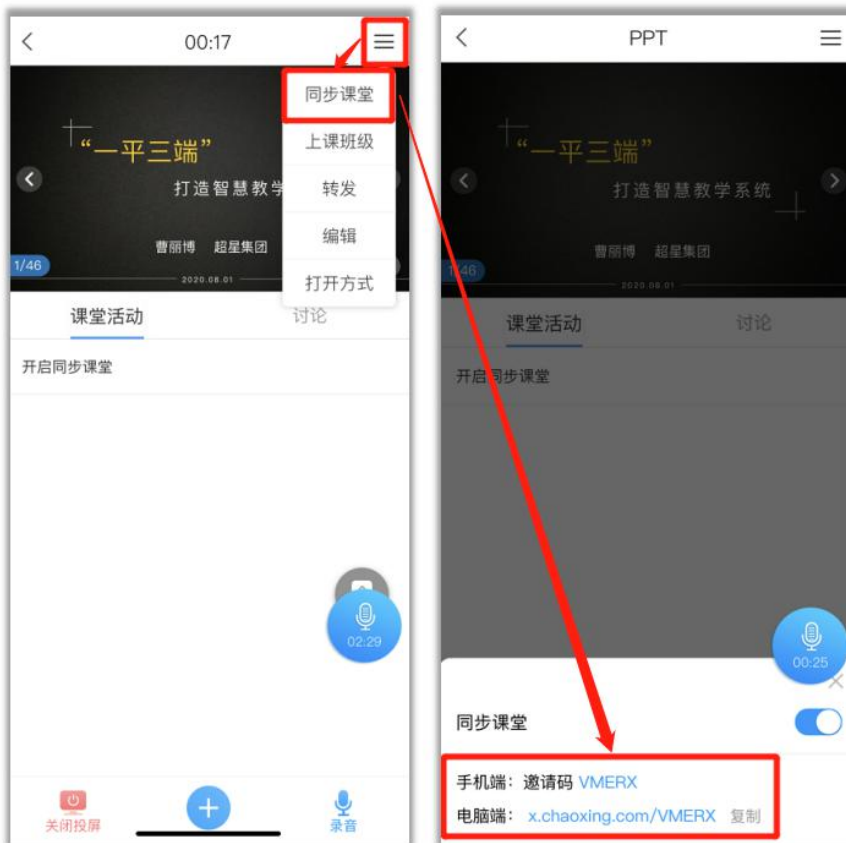 00:17
同步课堂
“一平三端”
上课班级
打造智慧教学
转发
曹丽博 超星集团
编辑
1/46
2020.08.01
打开方式
课堂活动
讨论
开启同步课堂
02:29
关闭投屏
录音
PPT
“一平三端”
打造智慧教学系统
曹丽博 超星集团
1/46
2020.08.01
课堂活动
讨论
开启同步课堂
00:25
同步课堂
手机端：邀请码 VMERX
电脑端： x.chaoxing.com/VMERX 复制